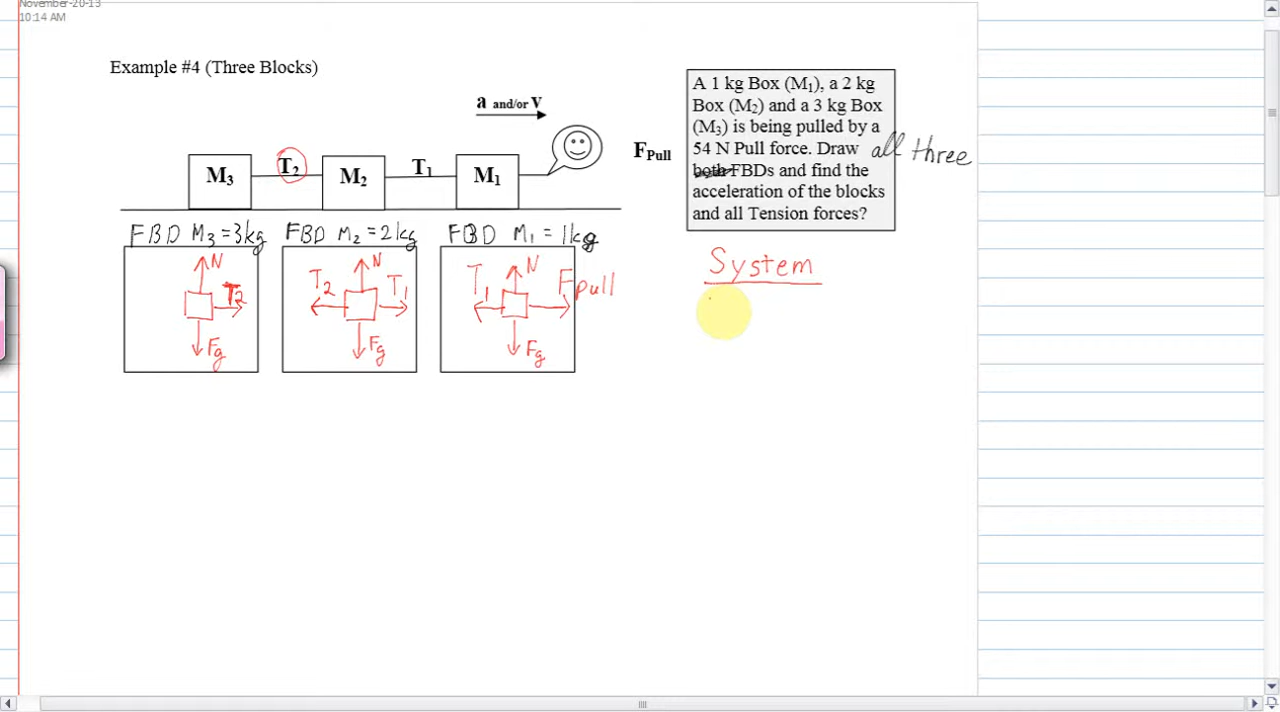 November-20-13
10:14 AM
Example #4 (Three Blocks)
a and/or V
M3 T2 M2 T1 M1
FPull
A 1 kg Box (M1), a 2 kg
Box (M2) and a 3 kg Box
(M3) is being pulled by a
54 N Pull force. Draw all three
both FBDs and find the
acceleration of the blocks
and all Tension forces?
FBD M3 = 3kg FBD M2 = 2kg FBD M1 = 1kg
N T2 Fg
T2 N T1 Fg
T1 N Fpull Fg
System